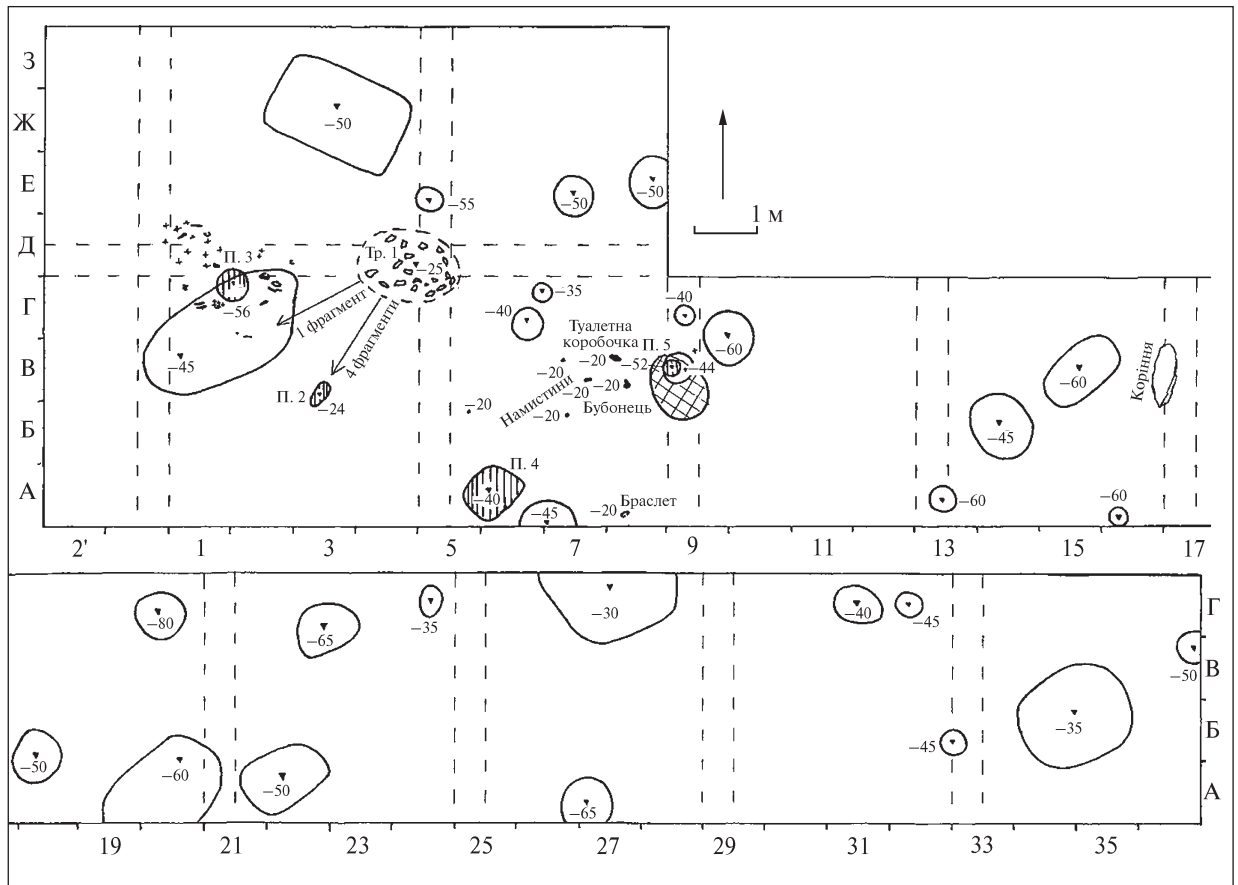 З
Ж
−50
Е
−55
−50
−50
1 м
Д
П. 3
Тр. 1
−25
Г
−56
1 фрагмент
4 фрагменти
−35
−40
−40
Туалетна
коробочка
П. 5
−60
В
−45
−20
−20
−52
−44
−60
Коріння
П. 2
−24
−20
−20
Намистини
−20
−20
Бубонець
Б
−45
П. 4
А
−40
−45
−20
Браслет
−60
−60
2' 1 3 5 7 9 11 13 15 17
−80
−65
−35
−30
−40
−45
Г
−50
В
−50
−60
−50
−65
−45
−35
Б
А
19 21 25 27 29 31 33 35